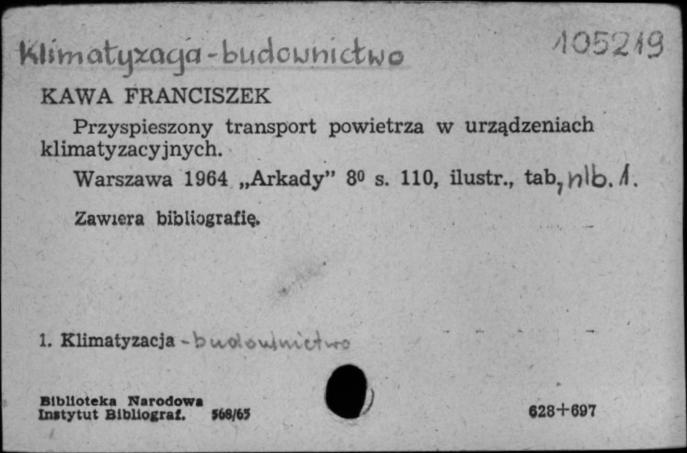 Klimatyzacja - budownictwo
105219
KAWA FRANCISZEK
Przyspieszony transport powietrza w urządzeniach
klimatyzacyjnych.
Warszawa 1964 „Arkady” 8⁰ s. 110, ilustr., tab, nlb. 1.
Zawiera bibliografię.
1. Klimatyzacja - budownictwo
Biblioteka Narodowa
Instytut Bibliograf. 568/65
628+697